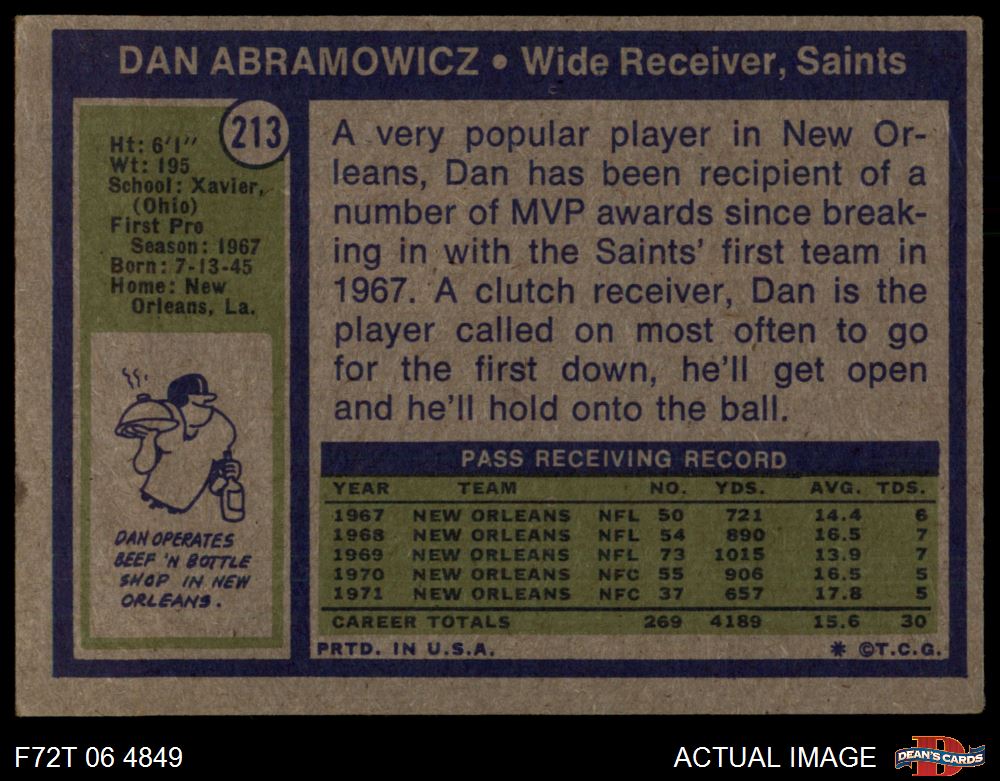 DAN ABRAMOWICZ • Wide Receiver, Saints
213
Ht: 6'1"
Wt: 195
School: Xavier,
(Ohio)
First Pro
Season: 1967
Born: 7-13-45
Home: New
Orleans, La.
DAN OPERATES
BEEF 'N BOTTLE
SHOP IN NEW
ORLEANS.
A very popular player in New Or-
leans, Dan has been recipient of a
number of MVP awards since break-
ing in with the Saints' first team in
1967. A clutch receiver, Dan is the
player called on most often to go
for the first down, he'll get open
and he'll hold onto the ball.
PASS RECEIVING RECORD
YEAR TEAM NO. YDS. AVG. TDS.
1967 NEW ORLEANS NFL 50 721 14.4 6
1968 NEW ORLEANS NFL 54 890 16.5 7
1969 NEW ORLEANS NFL 73 1015 13.9 7
1970 NEW ORLEANS NFC 55 906 16.5 5
1971 NEW ORLEANS NFC 37 657 17.8 5
CAREER TOTALS 269 4189 15.6 30
PRTD. IN U.S.A. * ©T.C.G.
F72T 06 4849 ACTUAL IMAGE
D
DEAN'S CARDS